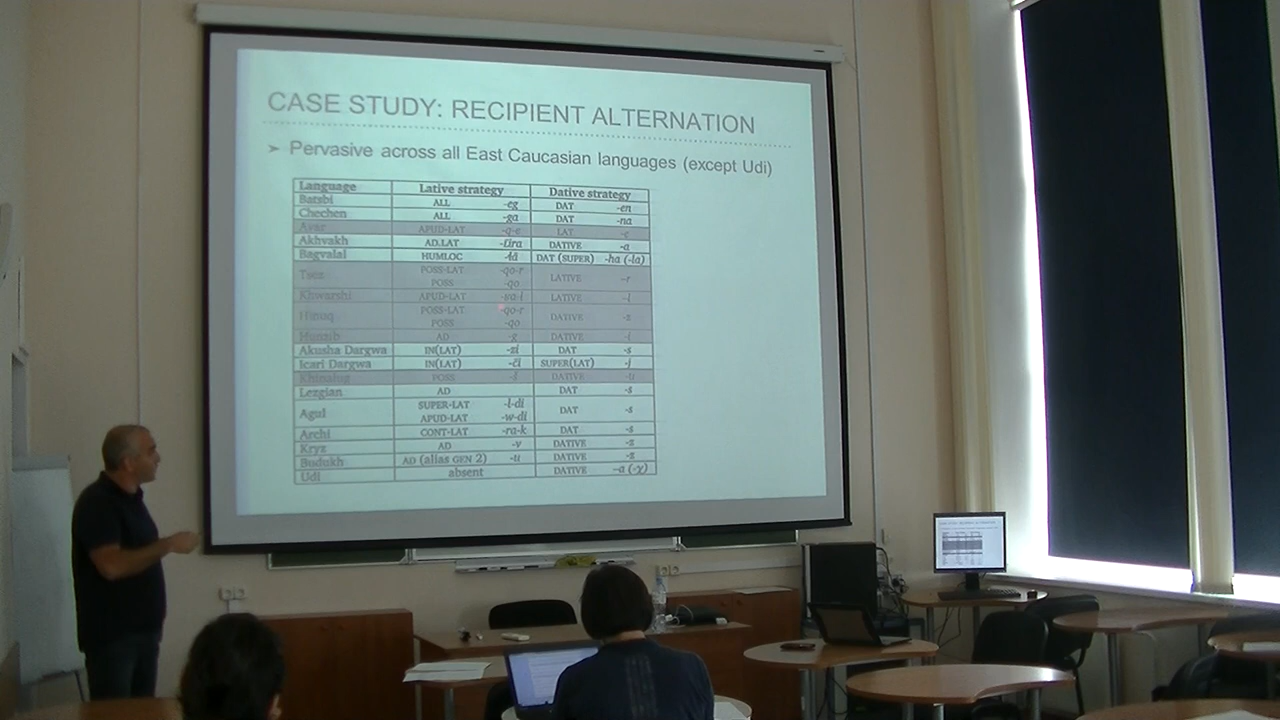 CASE STUDY: RECIPIENT ALTERNATION
➢ Pervasive across all East Caucasian languages (except Udi)
Language Lative strategy Dative strategy
Batsbi ALL -eg DAT -en
Chechen ALL -ga DAT -na
Avar APUD-LAT -q-e LAT -e
Akhvakh AD.LAT DATIVE -a
Bagvalal HUMLOC DAT (SUPER) -ha (-la)
Tsez POSS-LAT -qo-r LATIVE -r
POSS -qo
Khwarshi APUD-LAT LATIVE -l
Hinuq POSS-LAT -qo-r DATIVE -z
POSS -qo
Hunzib AD -g DATIVE
Akusha Dargwa IN(LAT) -zi DAT -s
Icari Dargwa IN(LAT) -či SUPER(LAT) -j
Khinalug POSS DATIVE -u
Lezgian AD DAT -s
Agul SUPER-LAT -l-di DAT -s
APUD-LAT -w-di
Archi CONT-LAT -ra-k DAT -s
Kryz AD -v DATIVE -z
Budukh AD (alias GEN 2) -u DATIVE -z
Udi absent DATIVE -a (-y)